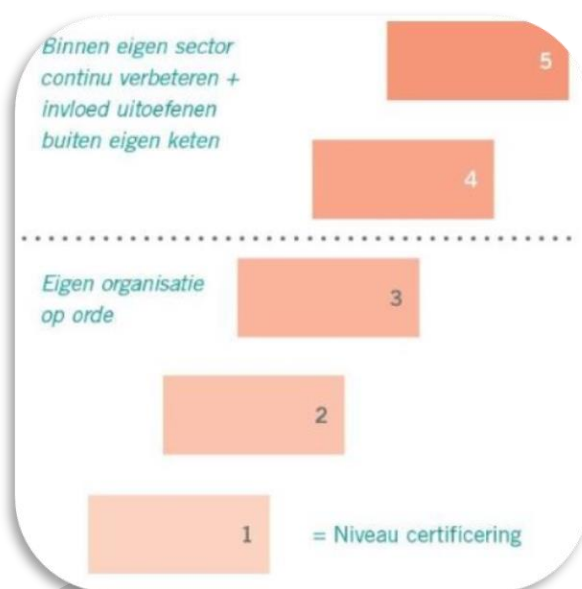 Binnen eigen sector
continu verbeteren +
invloed uitoefenen
buiten eigen keten
5
4
Eigen organisatie
op orde
3
2
1
= Niveau certificering